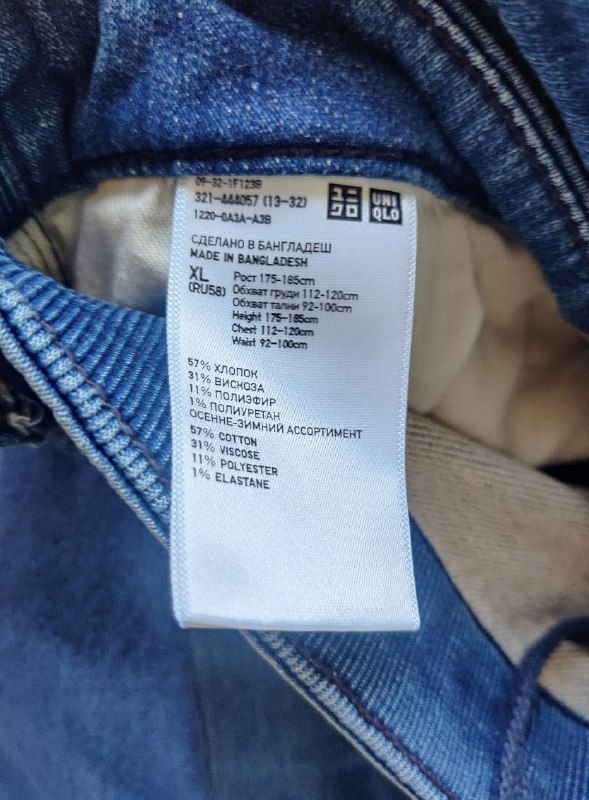 09-32-1F123B
321-444057 (13-32)
1220-0A3A-A3B
ユニ
クロ
UNI
QLO
СДЕЛАНО В БАНГЛАДЕШ
MADE IN BANGLADESH
XL
(RU58)
Рост 175-185cm
Обхват груди 112-120cm
Обхват талии 92-100cm
Height 175-185cm
Chest 112-120cm
Waist 92-100cm
57% ХЛОПОК
31% ВИСКОЗА
11% ПОЛИЭФИР
1% ПОЛИУРЕТАН
ОСЕННЕ-ЗИМНИЙ АССОРТИМЕНТ
57% COTTON
31% VISCOSE
11% POLYESTER
1% ELASTANE